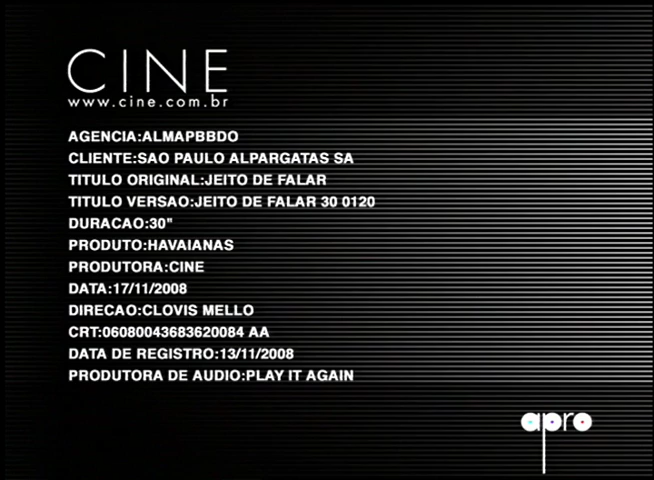 CINE
www.cine.com.br
AGENCIA:ALMAPBBDO
CLIENTE:SAO PAULO ALPARGATAS SA
TITULO ORIGINAL:JEITO DE FALAR
TITULO VERSAO:JEITO DE FALAR 30 0120
DURACAO:30"
PRODUTO:HAVAIANAS
PRODUTORA:CINE
DATA:17/11/2008
DIRECAO:CLOVIS MELLO
CRT:06080043683620084 AA
DATA DE REGISTRO:13/11/2008
PRODUTORA DE AUDIO:PLAY IT AGAIN
apro